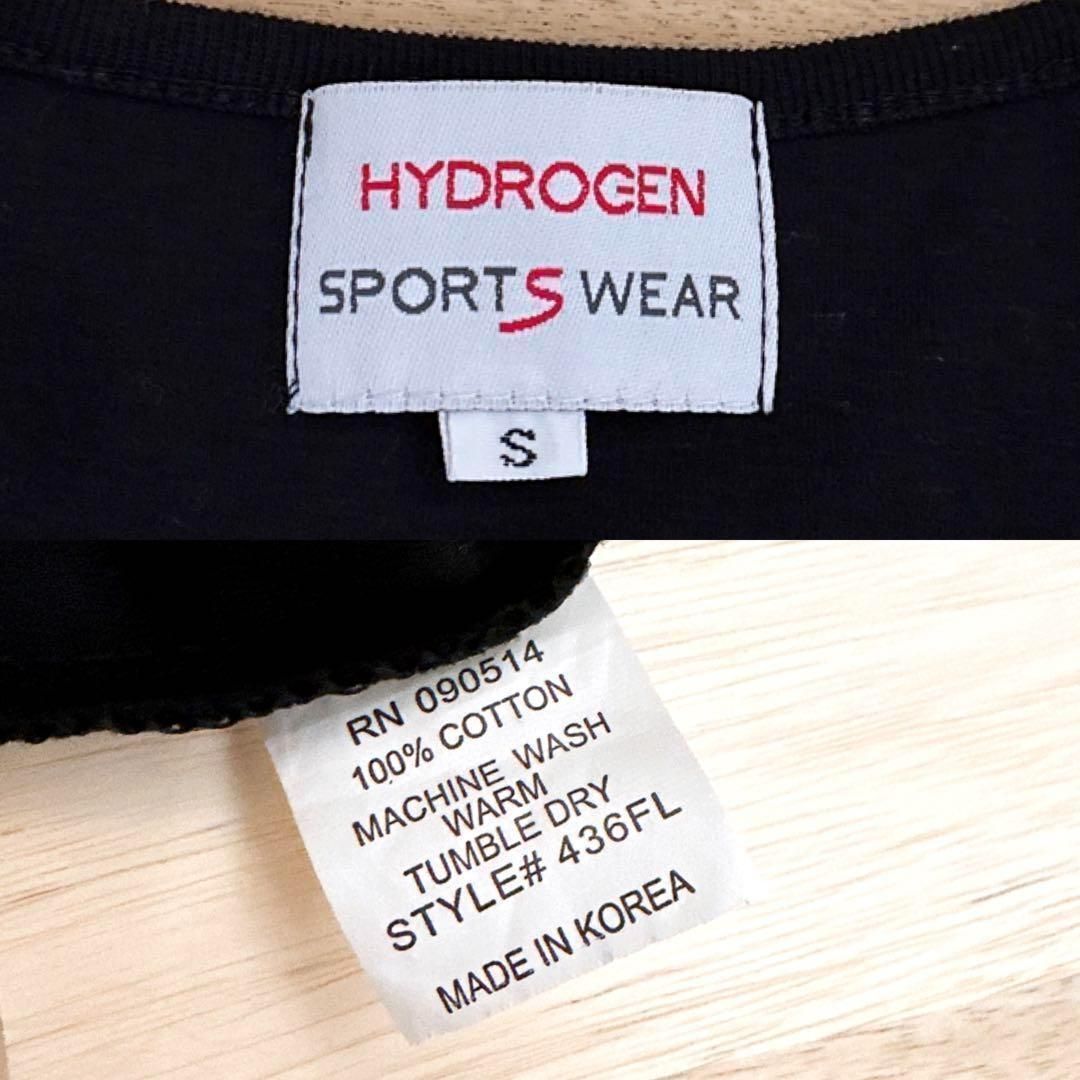 HYDROGEN
SPORTS WEAR
S
RN 090514
100% COTTON
MACHINE WASH
WARM
TUMBLE DRY
STYLE# 436FL
MADE IN KOREA